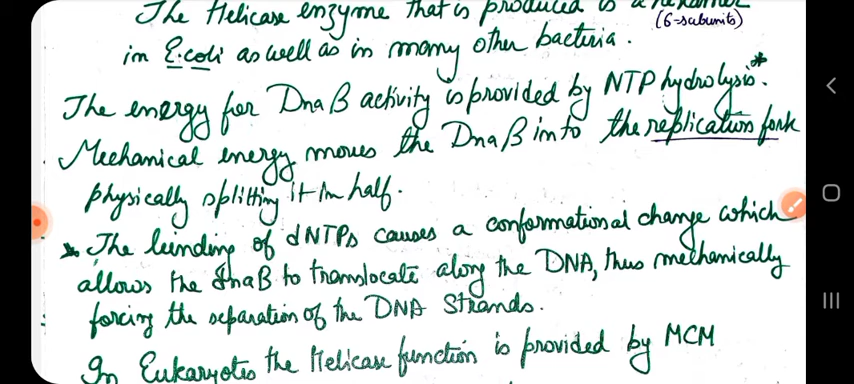 The Helicase enzyme that is produced is a hexamer
(6-subunits)
in E.coli as well as in many other bacteria.
The energy for Dna B activity is provided by NTP hydrolysis*.
Mechanical energy moves the Dna B into the replication fork
physically splitting it in half.
* The binding of dNTPs causes a conformational change which
allows the dnaB to translocate along the DNA, thus mechanically
forcing the separation of the DNA strands.
In Eukaryotes the Helicase function is provided by MCM